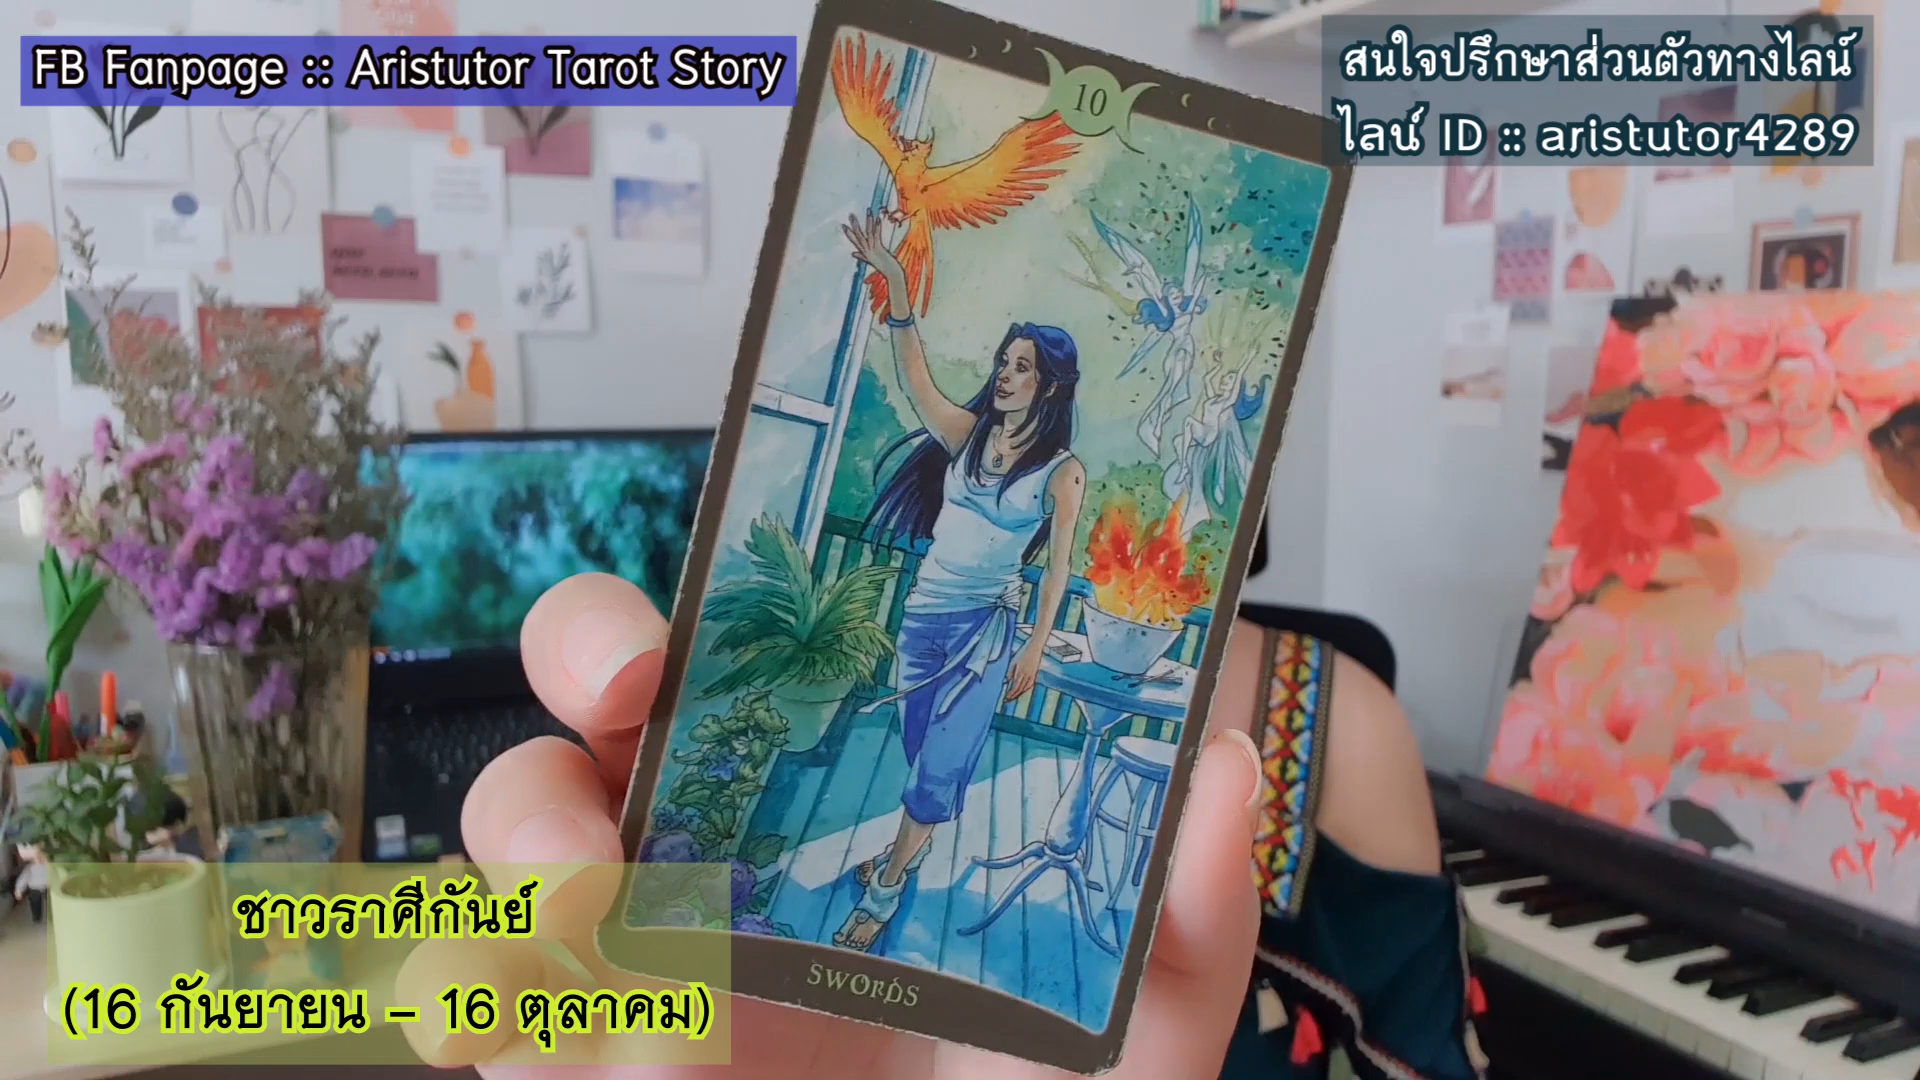 FB Fanpage :: Aristutor Tarot Story
สนใจปรึกษาส่วนตัวทางไลน์
ไลน์ ID :: aristutor4289
10
SWORDS
ชาวราศีกันย์
(16 กันยายน – 16 ตุลาคม)